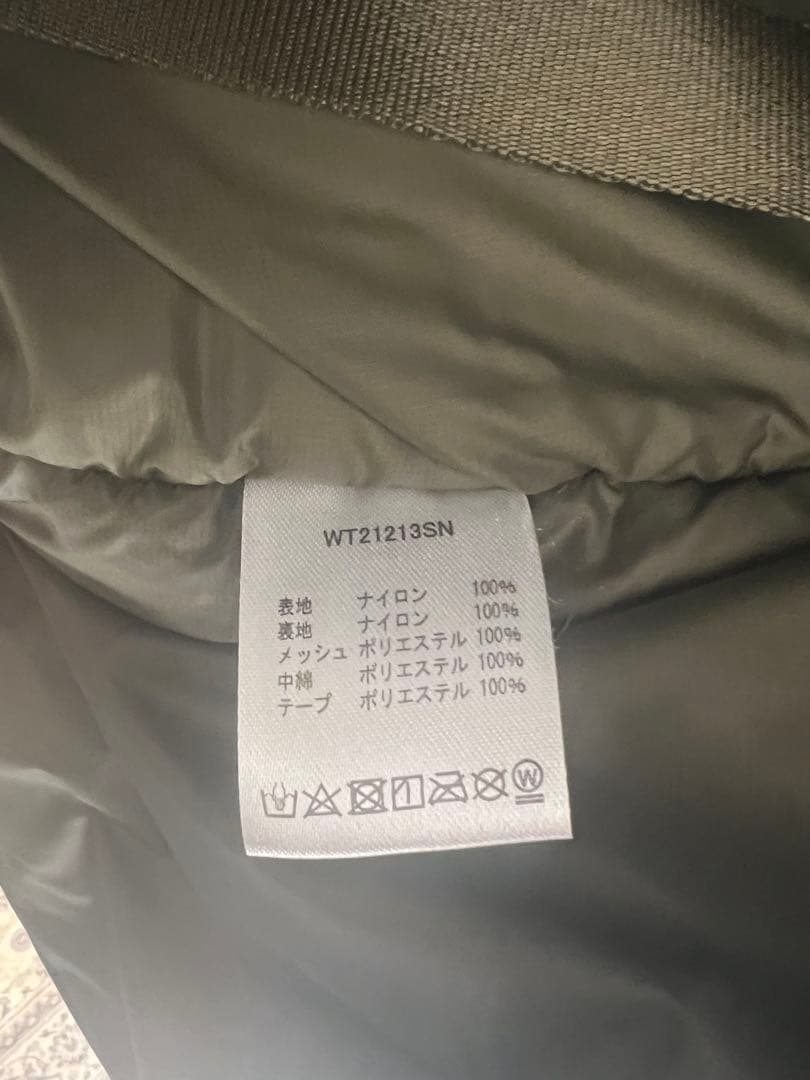 WT21213SN
表地 ナイロン 100%
裏地 ナイロン 100%
メッシュ ポリエステル 100%
中綿 ポリエステル 100%
テープ ポリエステル 100%
W